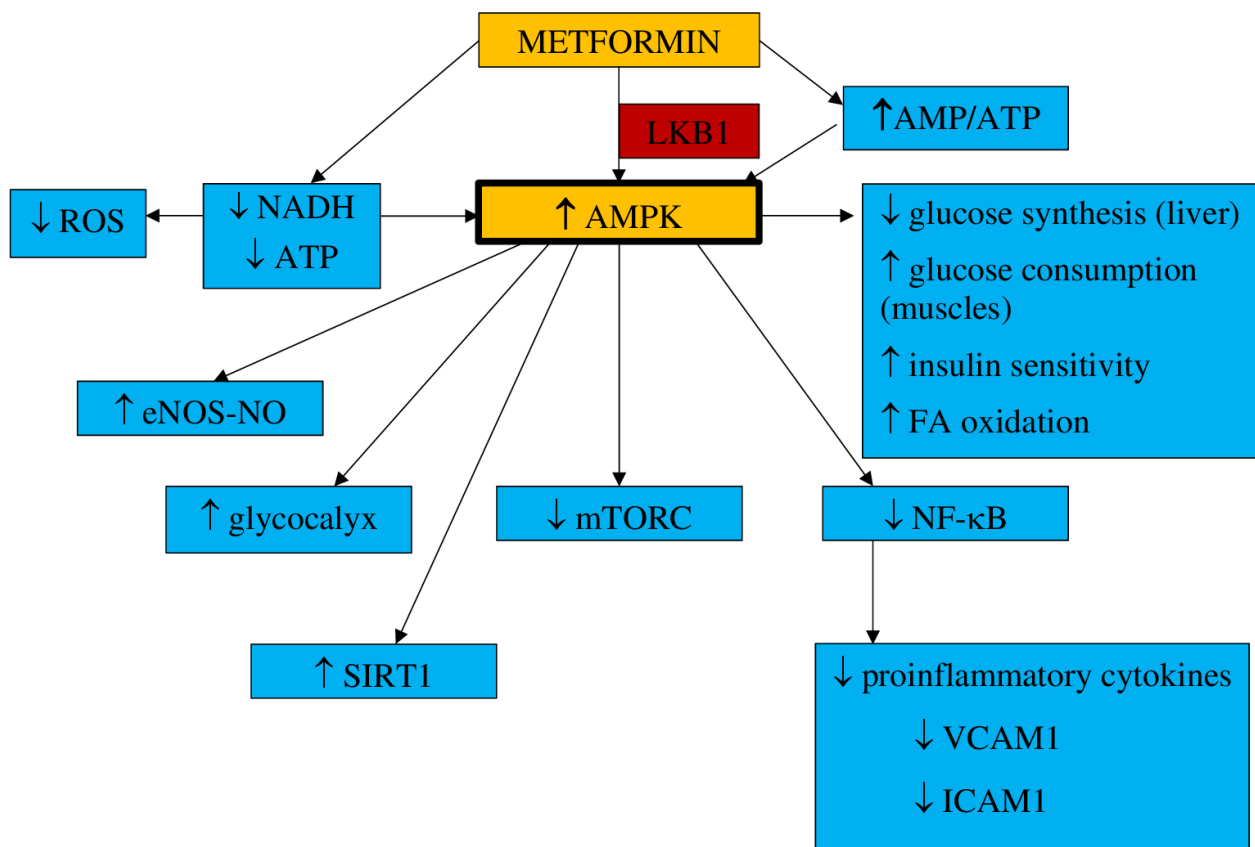 METFORMIN
LKB1
↑AMP/ATP
↓ ROS
↓ NADH
↓ ATP
↑ AMPK
↓ glucose synthesis (liver)
↑ glucose consumption
(muscles)
↑ insulin sensitivity
↑ FA oxidation
↑ eNOS-NO
↑ glycocalyx
↓ mTORC
↓ NF-κB
↑ SIRT1
↓ proinflammatory cytokines
↓ VCAM1
↓ ICAM1